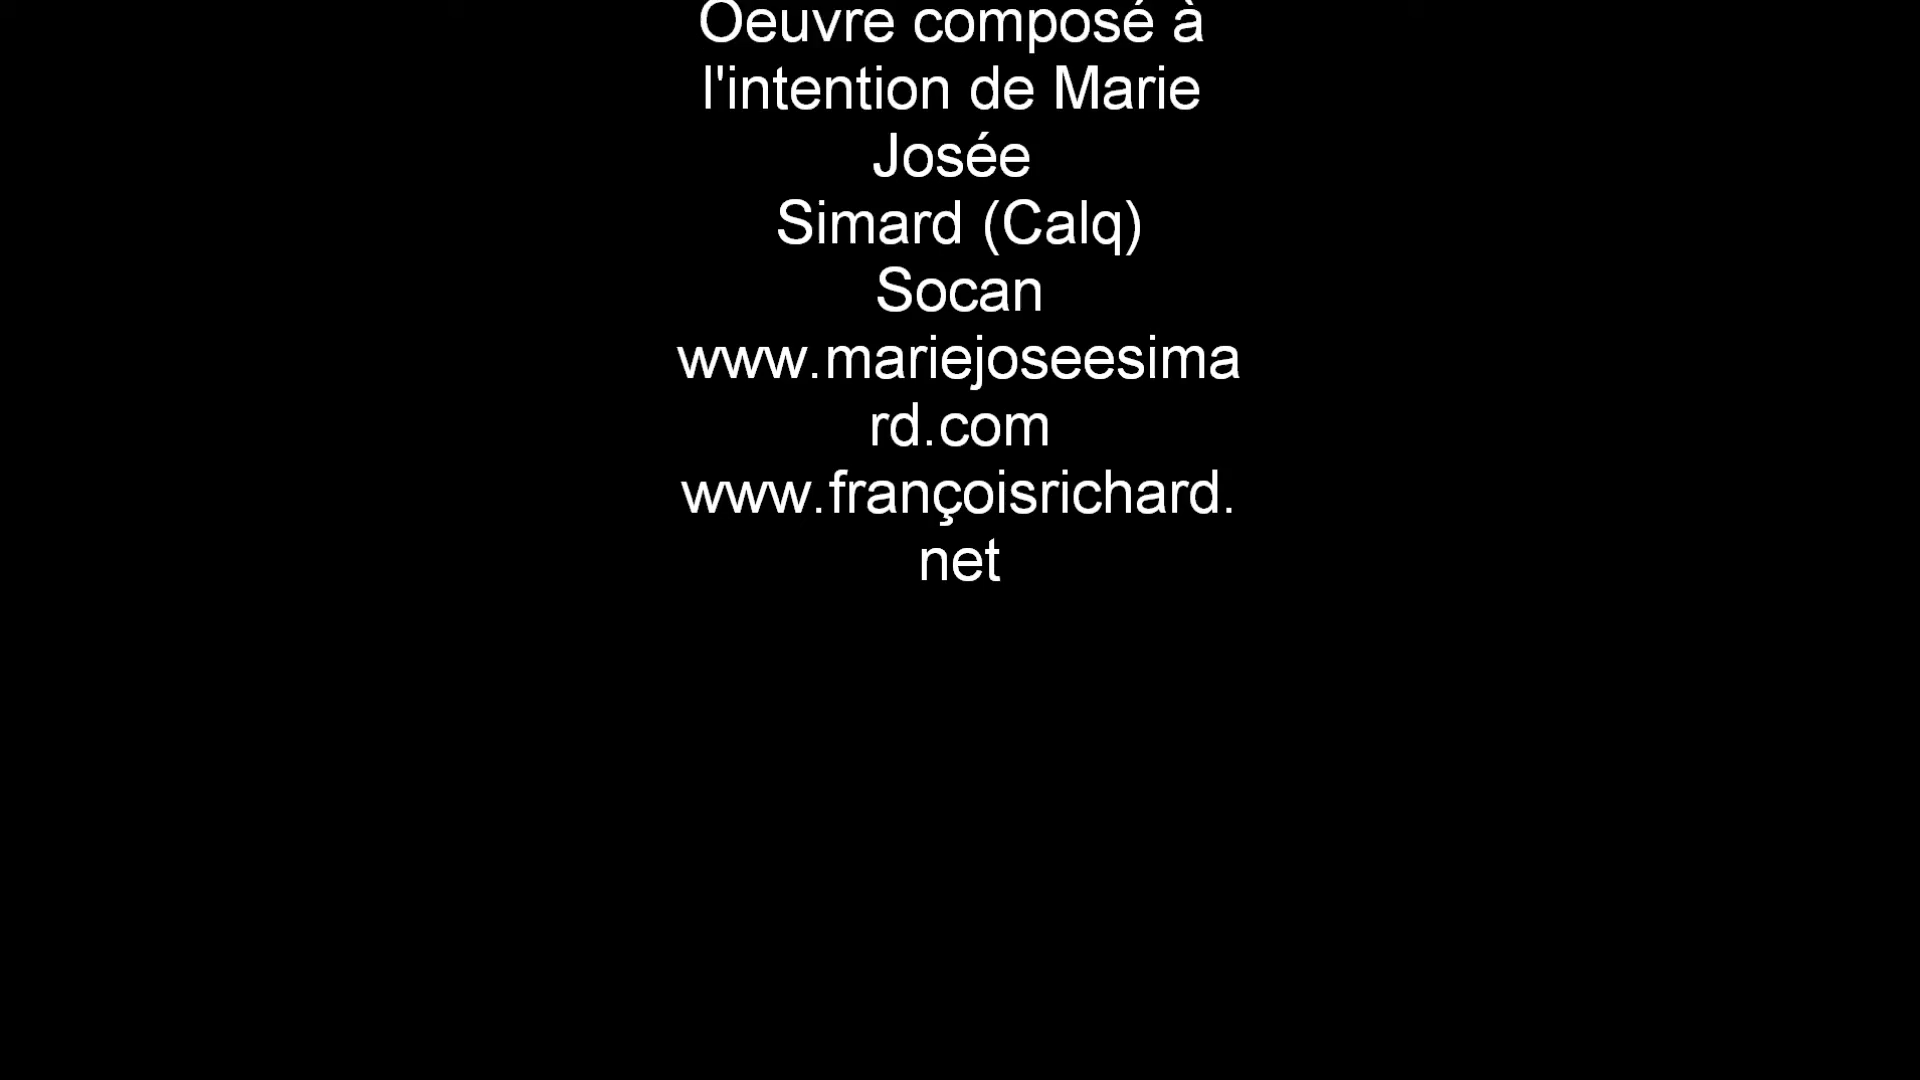 Oeuvre composé à
l'intention de Marie
Josée
Simard (Calq)
Socan
www.mariejoseesima
rd.com
www.françoisrichard.
net